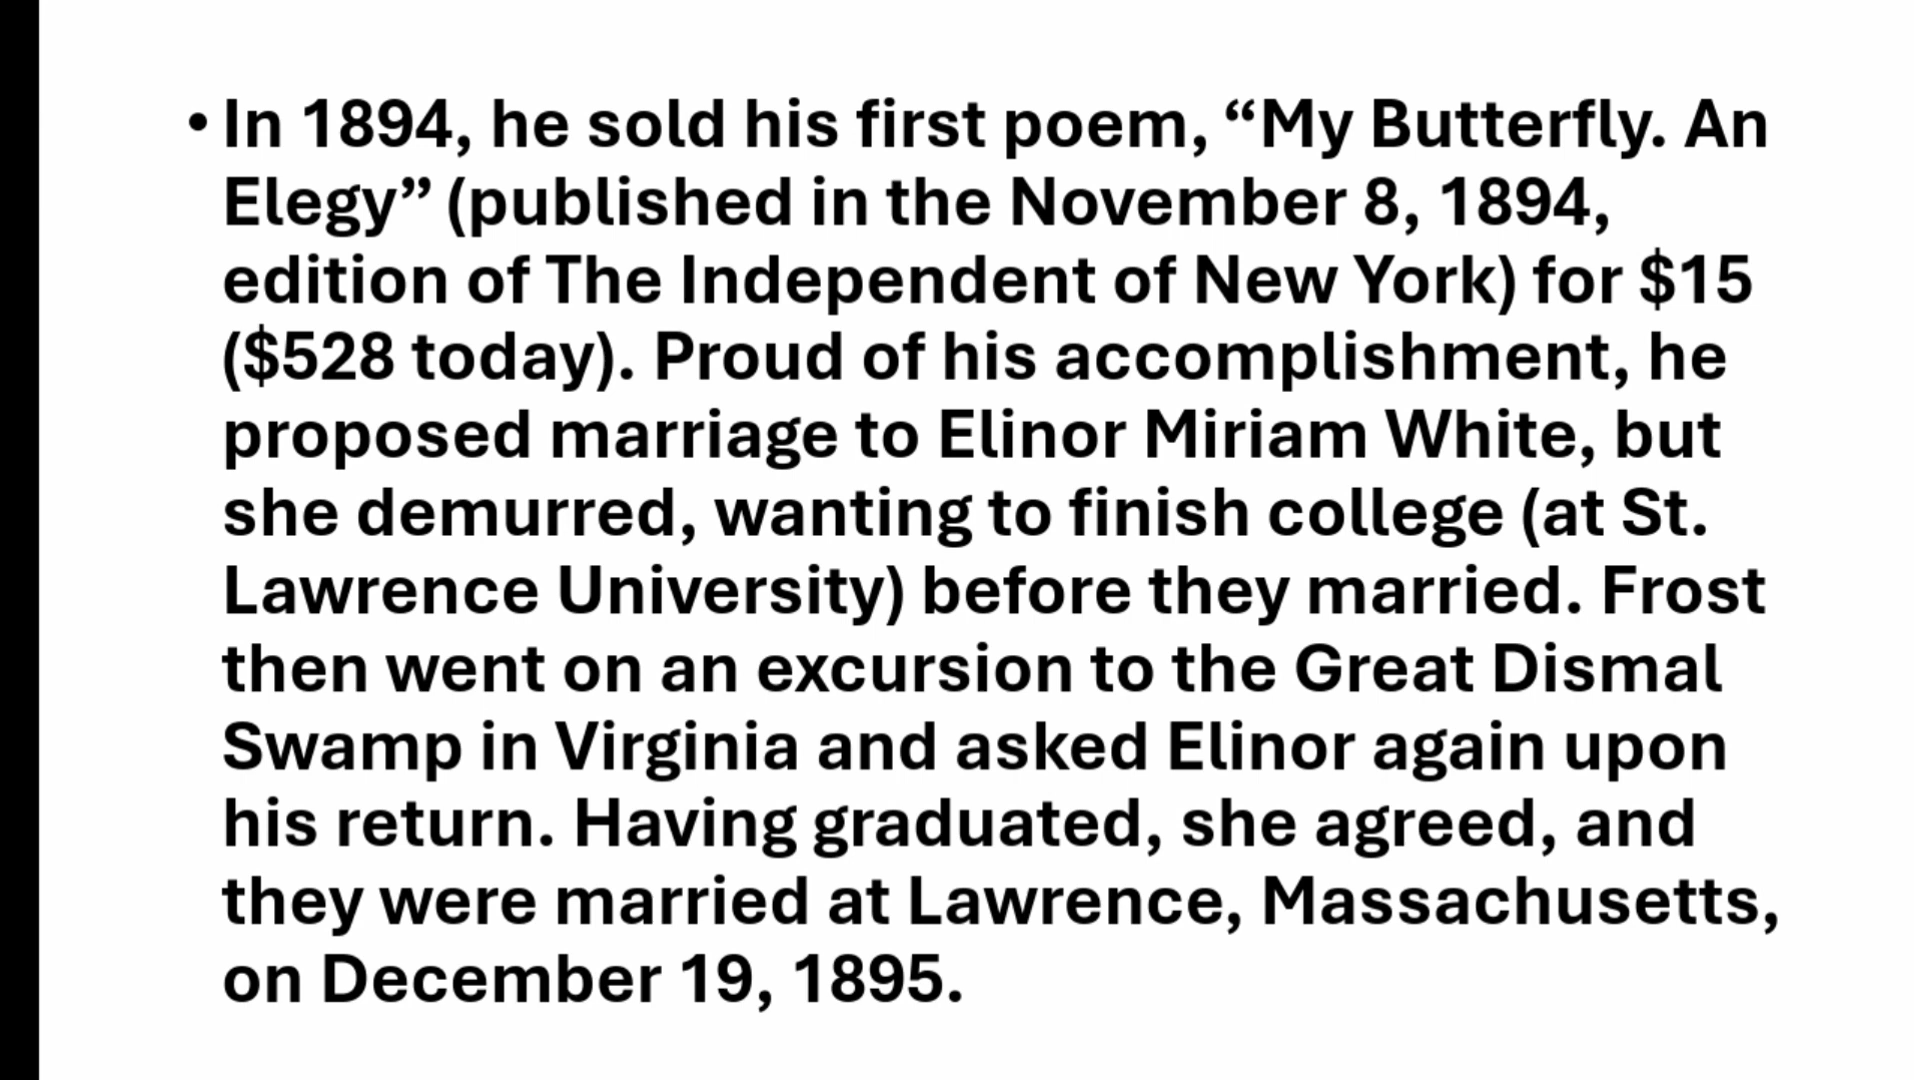 • In 1894, he sold his first poem, “My Butterfly. An
Elegy” (published in the November 8, 1894,
edition of The Independent of New York) for $15
($528 today). Proud of his accomplishment, he
proposed marriage to Elinor Miriam White, but
she demurred, wanting to finish college (at St.
Lawrence University) before they married. Frost
then went on an excursion to the Great Dismal
Swamp in Virginia and asked Elinor again upon
his return. Having graduated, she agreed, and
they were married at Lawrence, Massachusetts,
on December 19, 1895.